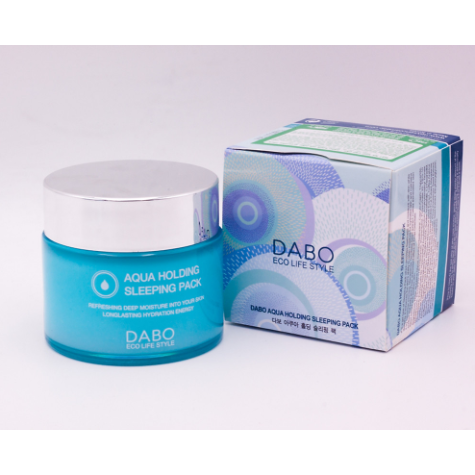 AQUA HOLDING
SLEEPING PACK
REFRESHING DEEP MOISTURE INTO YOUR SKIN
LONGLASTING HYDRATION ENERGY
DABO
ECO LIFE STYLE
DABO
ECO LIFE STYLE
DABO AQUA HOLDING SLEEPING PACK
다보 아쿠아 홀딩 슬리핑 팩